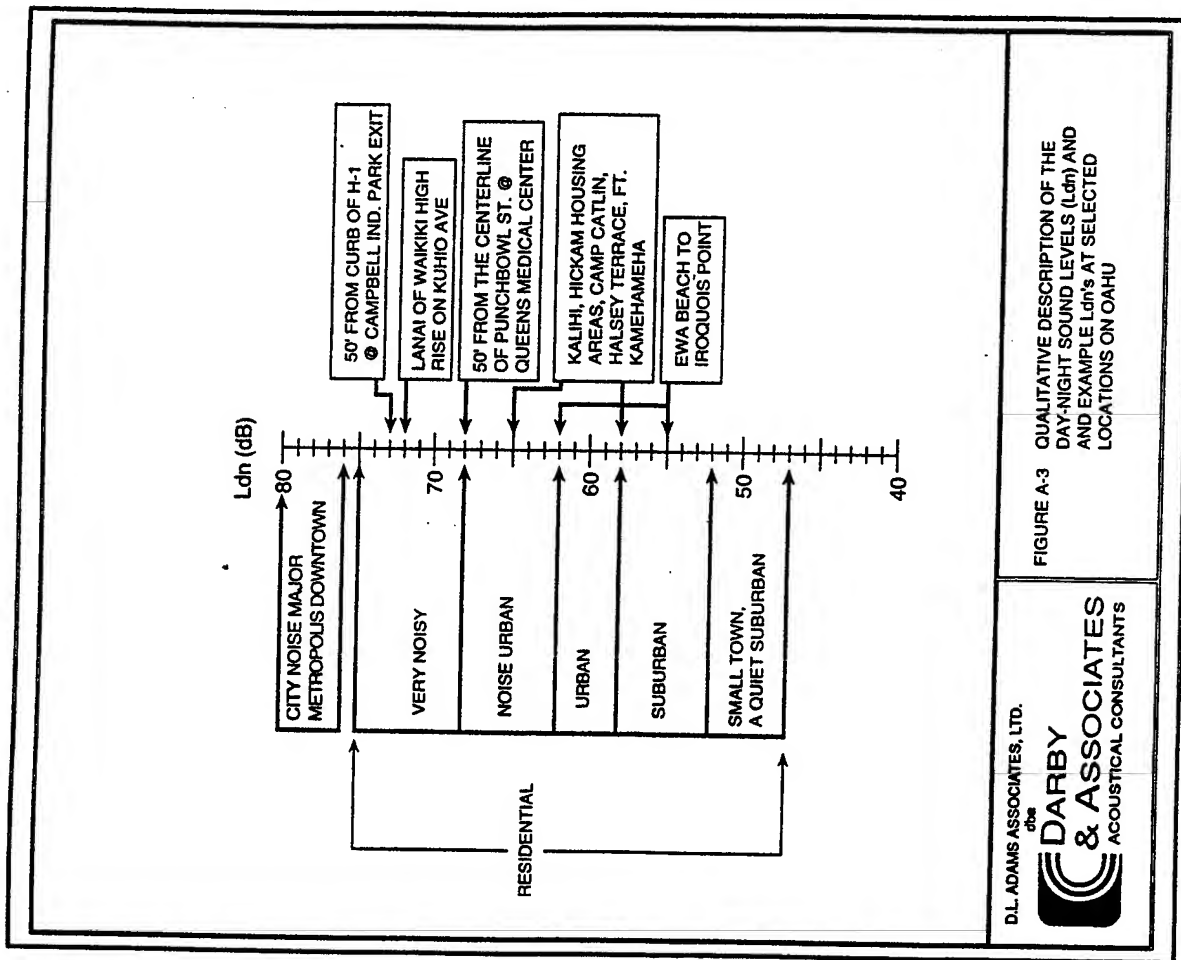 Ldn (dB)
80
70
60
50
40
CITY NOISE MAJOR
METROPOLIS DOWNTOWN
VERY NOISY
NOISE URBAN
URBAN
SUBURBAN
SMALL TOWN,
A QUIET SUBURBAN
RESIDENTIAL
50' FROM CURB OF H-1
@ CAMPBELL IND. PARK EXIT
LANAI OF WAIKIKI HIGH
RISE ON KUHIO AVE
50' FROM THE CENTERLINE
OF PUNCHBOWL ST. @
QUEENS MEDICAL CENTER
KALIHI, HICKAM HOUSING
AREAS, CAMP CATLIN,
HALSEY TERRACE, FT.
KAMEHAMEHA
EWA BEACH TO
IROQUOIS POINT
D.L. ADAMS ASSOCIATES, LTD.
dba
DARBY
& ASSOCIATES
ACOUSTICAL CONSULTANTS
FIGURE A-3 QUALITATIVE DESCRIPTION OF THE
DAY-NIGHT SOUND LEVELS (Ldn) AND
AND EXAMPLE Ldn's AT SELECTED
LOCATIONS ON OAHU